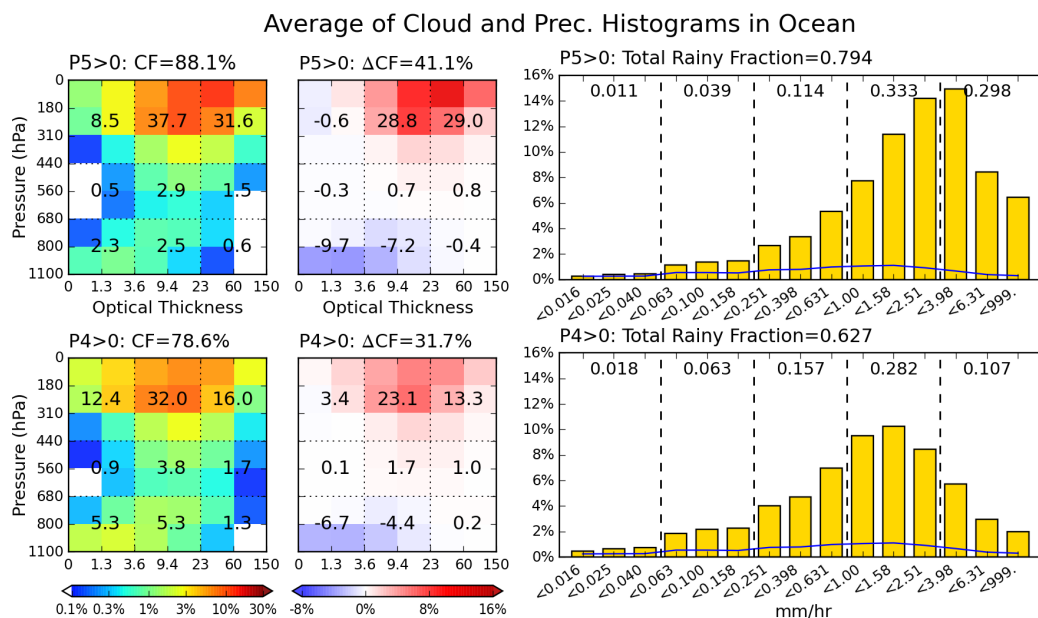 Average of Cloud and Prec. Histograms in Ocean
P5>0: CF=88.1%
0
180
310
440
560
680
800
1100
Pressure (hPa)
8.5 37.7 31.6
0.5 2.9 1.5
2.3 2.5 0.6
0 1.3 3.6 9.4 23 60 150
Optical Thickness
P5>0: ΔCF=41.1%
-0.6 28.8 29.0
-0.3 0.7 0.8
-9.7 -7.2 -0.4
0 1.3 3.6 9.4 23 60 150
Optical Thickness
P5>0: Total Rainy Fraction=0.794
16%
14%
12%
10%
8%
6%
4%
2%
0%
0.011 0.039 0.114 0.333 0.298
<0.016 <0.025 <0.040 <0.063 <0.100 <0.158 <0.251 <0.398 <0.631 <1.00 <1.58 <2.51 <3.98 <6.31 <999.
P4>0: CF=78.6%
0
180
310
440
560
680
800
1100
Pressure (hPa)
12.4 32.0 16.0
0.9 3.8 1.7
5.3 5.3 1.3
0 1.3 3.6 9.4 23 60 150
0.1% 0.3% 1% 3% 10% 30%
P4>0: ΔCF=31.7%
3.4 23.1 13.3
0.1 1.7 1.0
-6.7 -4.4 0.2
0 1.3 3.6 9.4 23 60 150
-8% 0% 8% 16%
P4>0: Total Rainy Fraction=0.627
16%
14%
12%
10%
8%
6%
4%
2%
0%
0.018 0.063 0.157 0.282 0.107
<0.016 <0.025 <0.040 <0.063 <0.100 <0.158 <0.251 <0.398 <0.631 <1.00 <1.58 <2.51 <3.98 <6.31 <999.
mm/hr